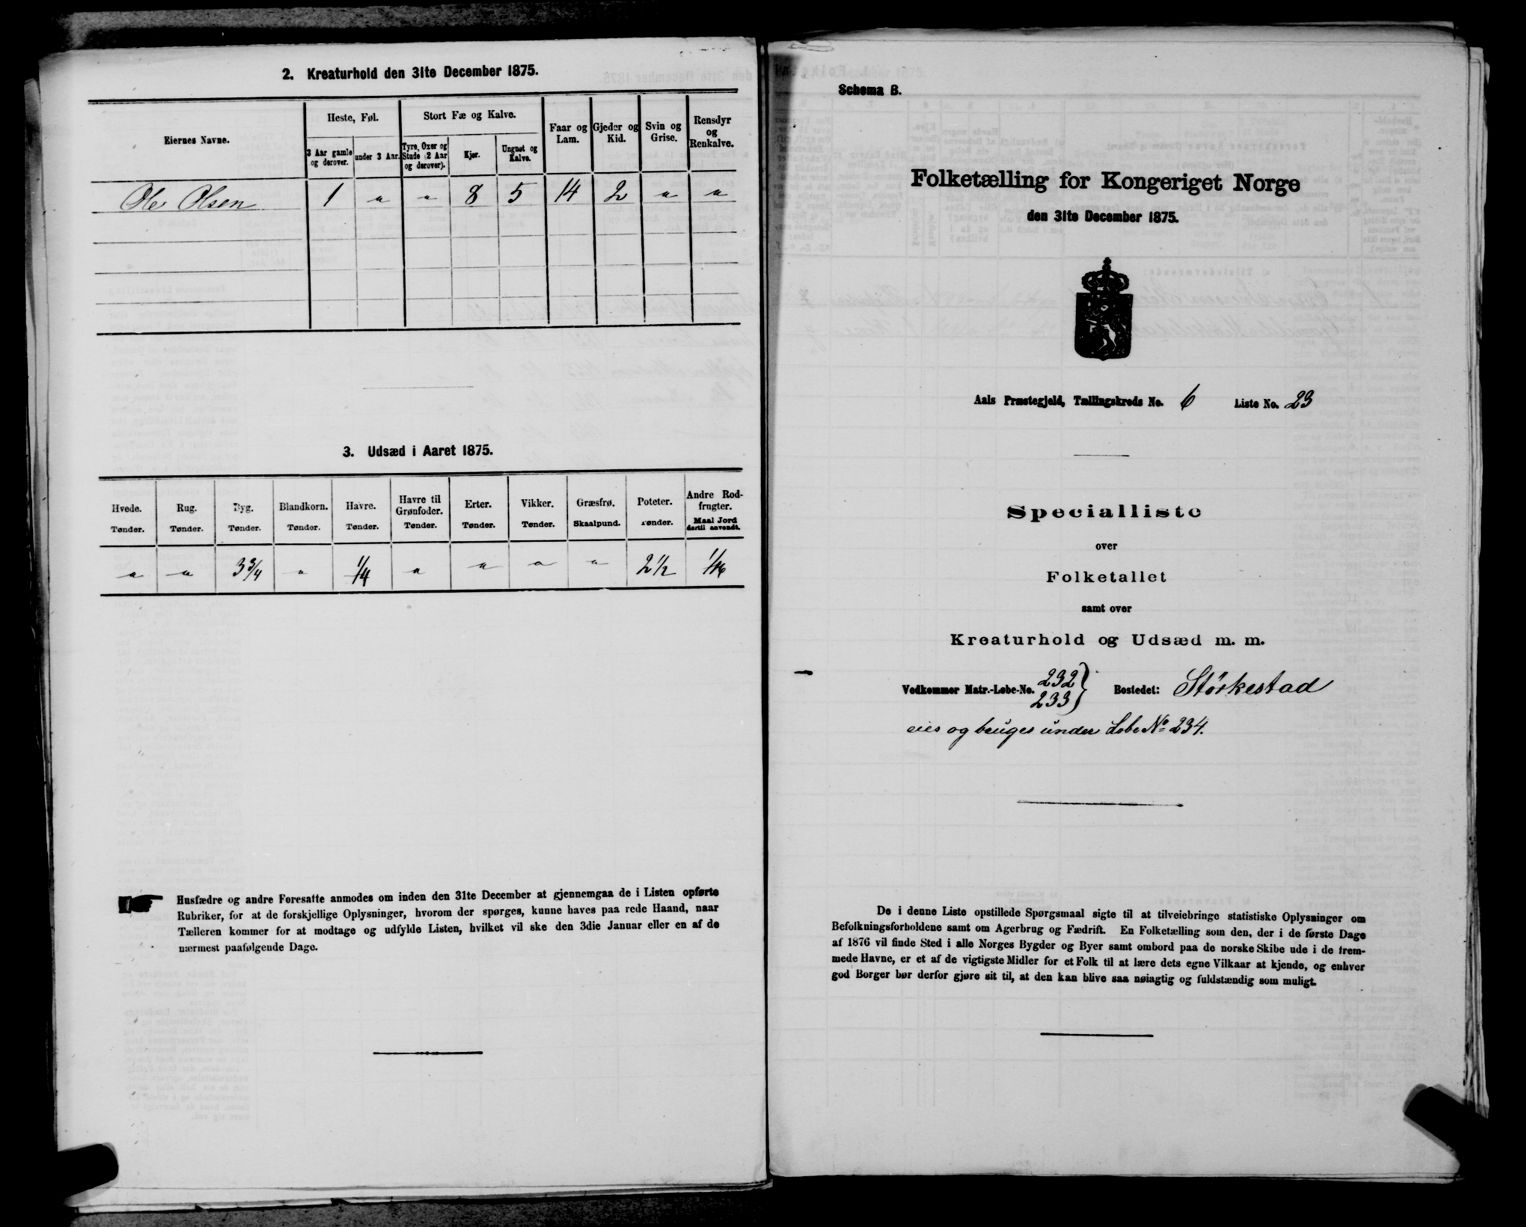 2. Kreaturhold den 31te December 1875.
Eiernes Navne. Heste, Føl. Stort Fæ og Kalve. Faar og Lam. Gjeder og Kid. Svin og Grise. Rensdyr og Renkalve.
3 Aar gamle og derover. under 3 Aar. Tyre, Oxer og Stude (2 Aar og derover). Kjør. Ungnøt og Kalve.
Ole Olsen 1 " " 8 5 14 2 " "
3. Udsæd i Aaret 1875.
Hvede. Rug. Byg. Blandkorn. Havre. Havre til Grønfoder. Erter. Vikker. Græsfrø. Poteter. Andre Rodfrugter.
Tønder. Tønder. Tønder. Tønder. Tønder. Tønder. Tønder. Tønder. Skaalpund. Tønder. Maal Jord dertil anvendt.
" " 3 3/4 " 1/4 " " " " 2 1/2 1/16
Husfædre og andre Foresatte anmodes om inden den 31te December at gjennemgaa de i Listen opførte
Rubriker, for at de forskjellige Oplysninger, hvorom der spørges, kunne haves paa rede Haand, naar
Tælleren kommer for at modtage og udfylde Listen, hvilket vil ske den 3die Januar eller en af de
nærmest paafølgende Dage.
Schema B.
Folketælling for Kongeriget Norge
den 31te December 1875.
Aals Præstegjeld, Tællingskreds No. 6 Liste No. 23
Specialliste
over
Folketallet
samt over
Kreaturhold og Udsæd m. m.
Vedkommer Matr.-Løbe-No. 232 233 } Bostedet: Störkestad
eies og bruges under Løbe No 234.
De i denne Liste opstillede Spørgsmaal sigte til at tilveiebringe statistiske Oplysninger om
Befolkningsforholdene samt om Agerbrug og Fædrift. En Folketælling som den, der i de første Dage
af 1876 vil finde Sted i alle Norges Bygder og Byer samt ombord paa de norske Skibe ude i de frem-
mede Havne, er et af de vigtigste Midler for et Folk til at lære dets egne Vilkaar at kjende, og enhver
god Borger bør derfor gjøre sit til, at den kan blive saa nøiagtig og fuldstændig som muligt.